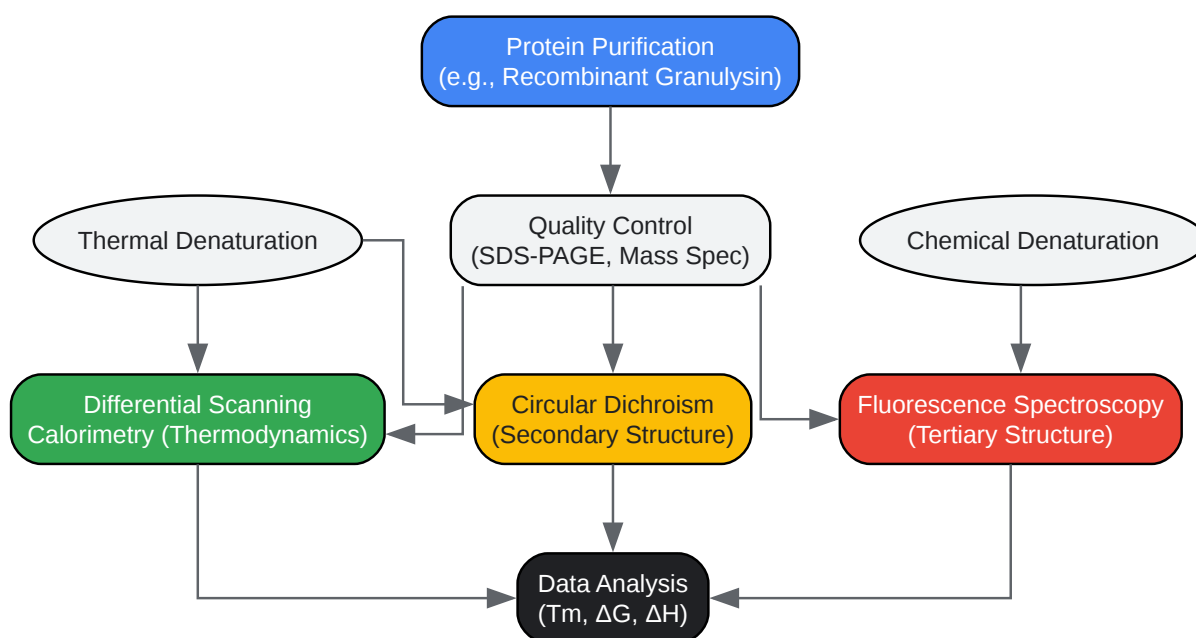 Protein Purification
(e.g., Recombinant Granulysin)
Thermal Denaturation
Quality Control
(SDS-PAGE, Mass Spec)
Chemical Denaturation
Differential Scanning
Calorimetry (Thermodynamics)
Circular Dichroism
(Secondary Structure)
Fluorescence Spectroscopy
(Tertiary Structure)
Data Analysis
(Tm, ΔG, ΔH)